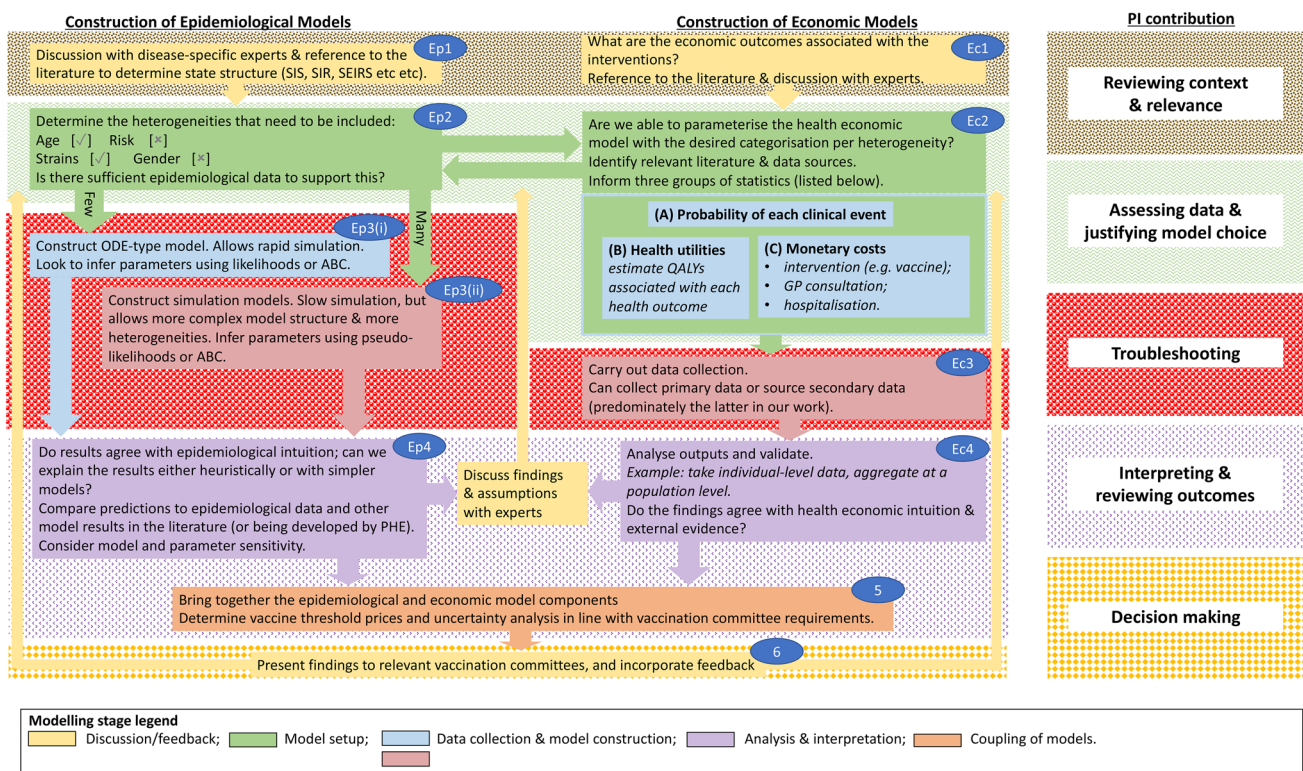 Construction of Epidemiological Models
Construction of Economic Models
PI contribution
Ep1
Discussion with disease-specific experts & reference to the
literature to determine state structure (SIS, SIR, SEIRS etc etc).
Ec1
What are the economic outcomes associated with the
interventions?
Reference to the literature & discussion with experts.
Reviewing context
& relevance
Ep2
Determine the heterogeneities that need to be included:
Age [✓] Risk [×]
Strains [✓] Gender [×]
Is there sufficient epidemiological data to support this?
Ec2
Are we able to parameterise the health economic
model with the desired categorisation per heterogeneity?
Identify relevant literature & data sources.
Inform three groups of statistics (listed below).
Few
Many
(A) Probability of each clinical event
(B) Health utilities
estimate QALYs
associated with each
health outcome
(C) Monetary costs
• intervention (e.g. vaccine);
• GP consultation;
• hospitalisation.
Assessing data &
justifying model choice
Ep3(i)
Construct ODE-type model. Allows rapid simulation.
Look to infer parameters using likelihoods or ABC.
Ep3(ii)
Construct simulation models. Slow simulation, but
allows more complex model structure & more
heterogeneities. Infer parameters using pseudo-
likelihoods or ABC.
Ec3
Carry out data collection.
Can collect primary data or source secondary data
(predominately the latter in our work).
Troubleshooting
Ep4
Do results agree with epidemiological intuition; can we
explain the results either heuristically or with simpler
models?
Compare predictions to epidemiological data and other
model results in the literature (or being developed by PHE).
Consider model and parameter sensitivity.
Discuss findings
& assumptions
with experts
Ec4
Analyse outputs and validate.
Example: take individual-level data, aggregate at a
population level.
Do the findings agree with health economic intuition &
external evidence?
Interpreting &
reviewing outcomes
5
Bring together the epidemiological and economic model components
Determine vaccine threshold prices and uncertainty analysis in line with vaccination committee requirements.
6
Present findings to relevant vaccination committees, and incorporate feedback
Decision making
Modelling stage legend
Discussion/feedback; Model setup; Data collection & model construction; Analysis & interpretation; Coupling of models.